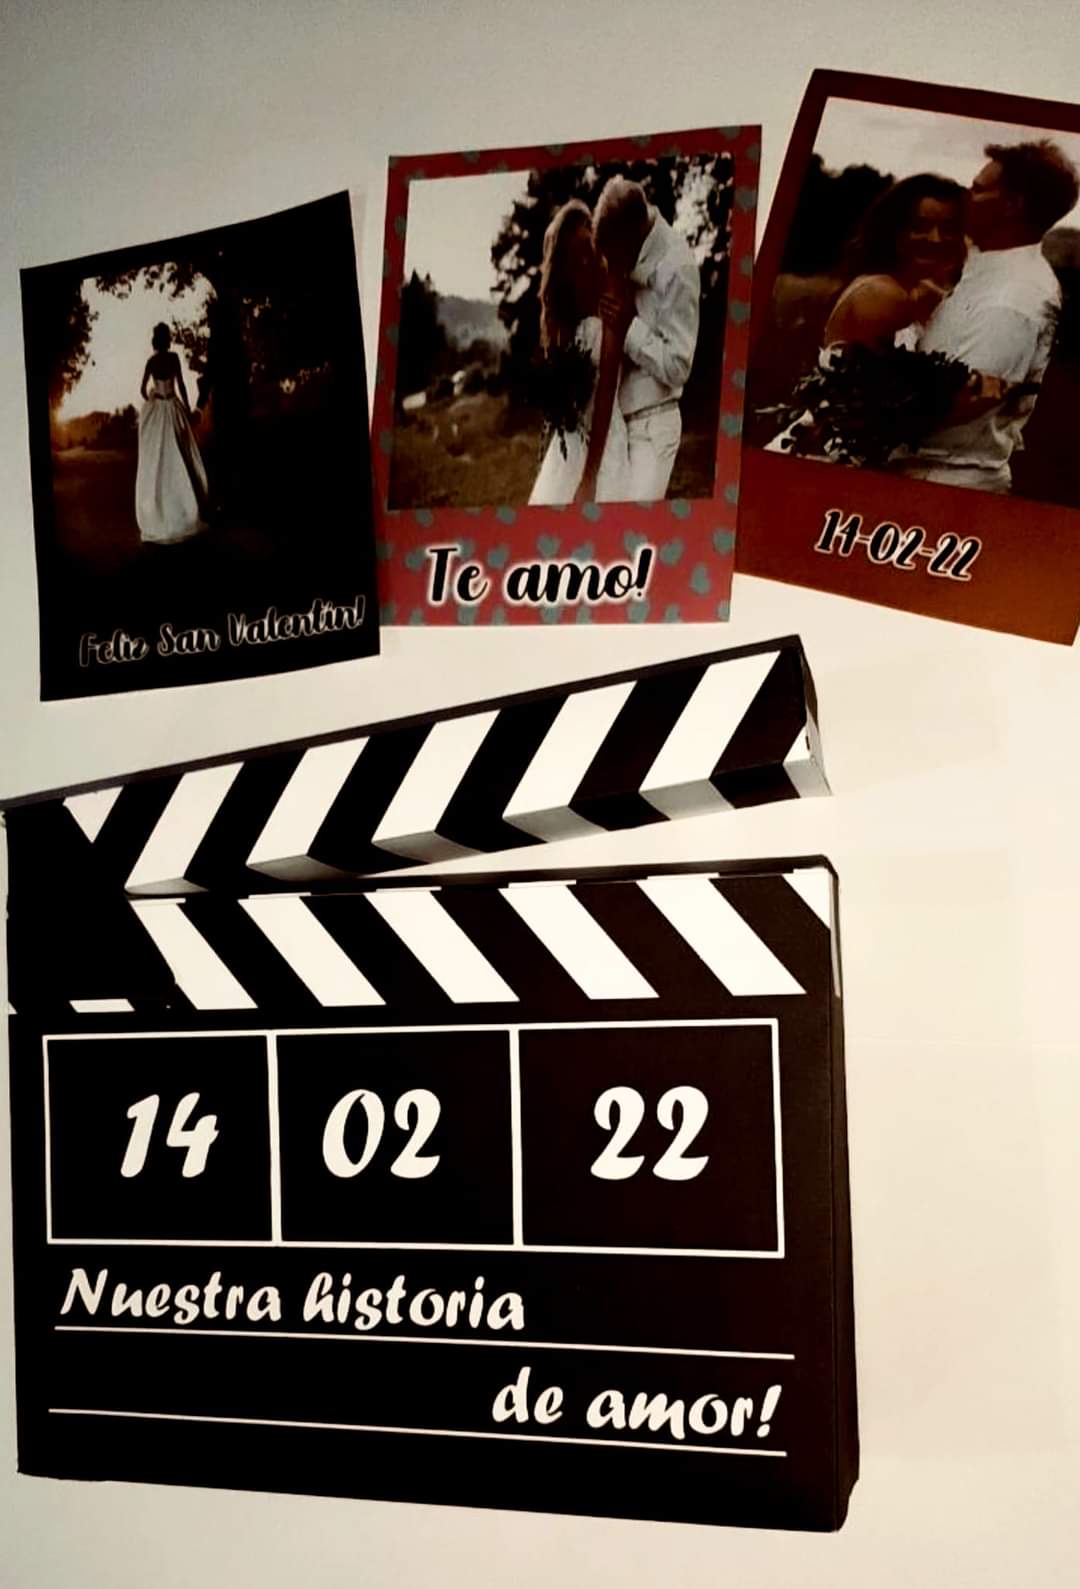 Feliz San Valentín!
Te amo!
14-02-22
14 02 22
Nuestra historia
de amor!